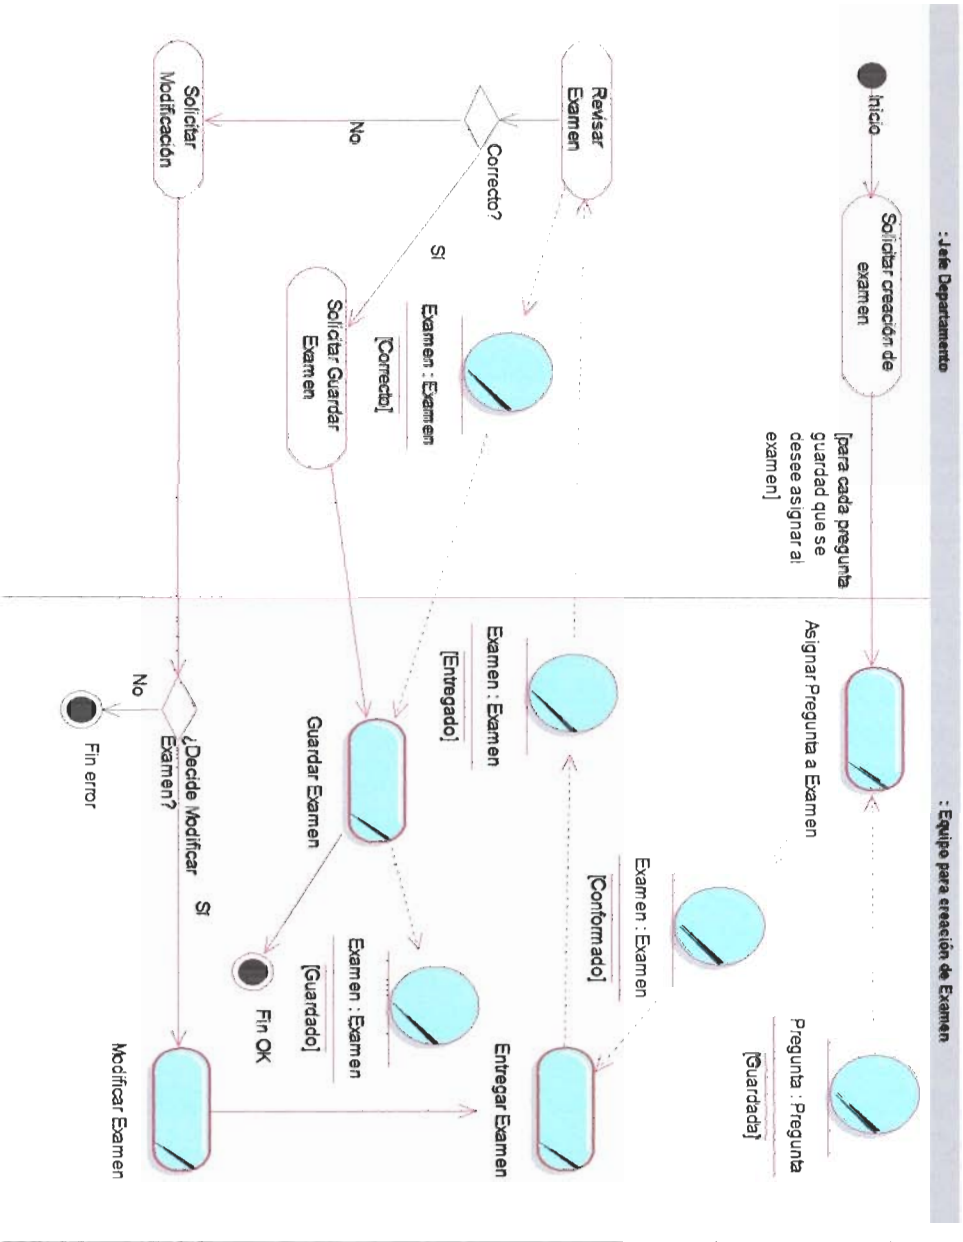 : Jefe Departamento
: Equipo para creación de Examen
Inicio
Solicitar creación de
examen
[para cada pregunta
guardad que se
desee asignar al
examen]
Asignar Pregunta a Examen
Pregunta : Pregunta
[Guardada]
Examen : Examen
[Conformado]
Revisar
Examen
Correcto?
Sí
No
Examen : Examen
[Correcto]
Examen : Examen
[Entregado]
Entregar Examen
Solicitar Guardar
Examen
Guardar Examen
Examen : Examen
[Guardado]
Fin OK
Solicitar
Modificación
¿Decide Modificar
Examen?
Sí
No
Fin error
Modificar Examen